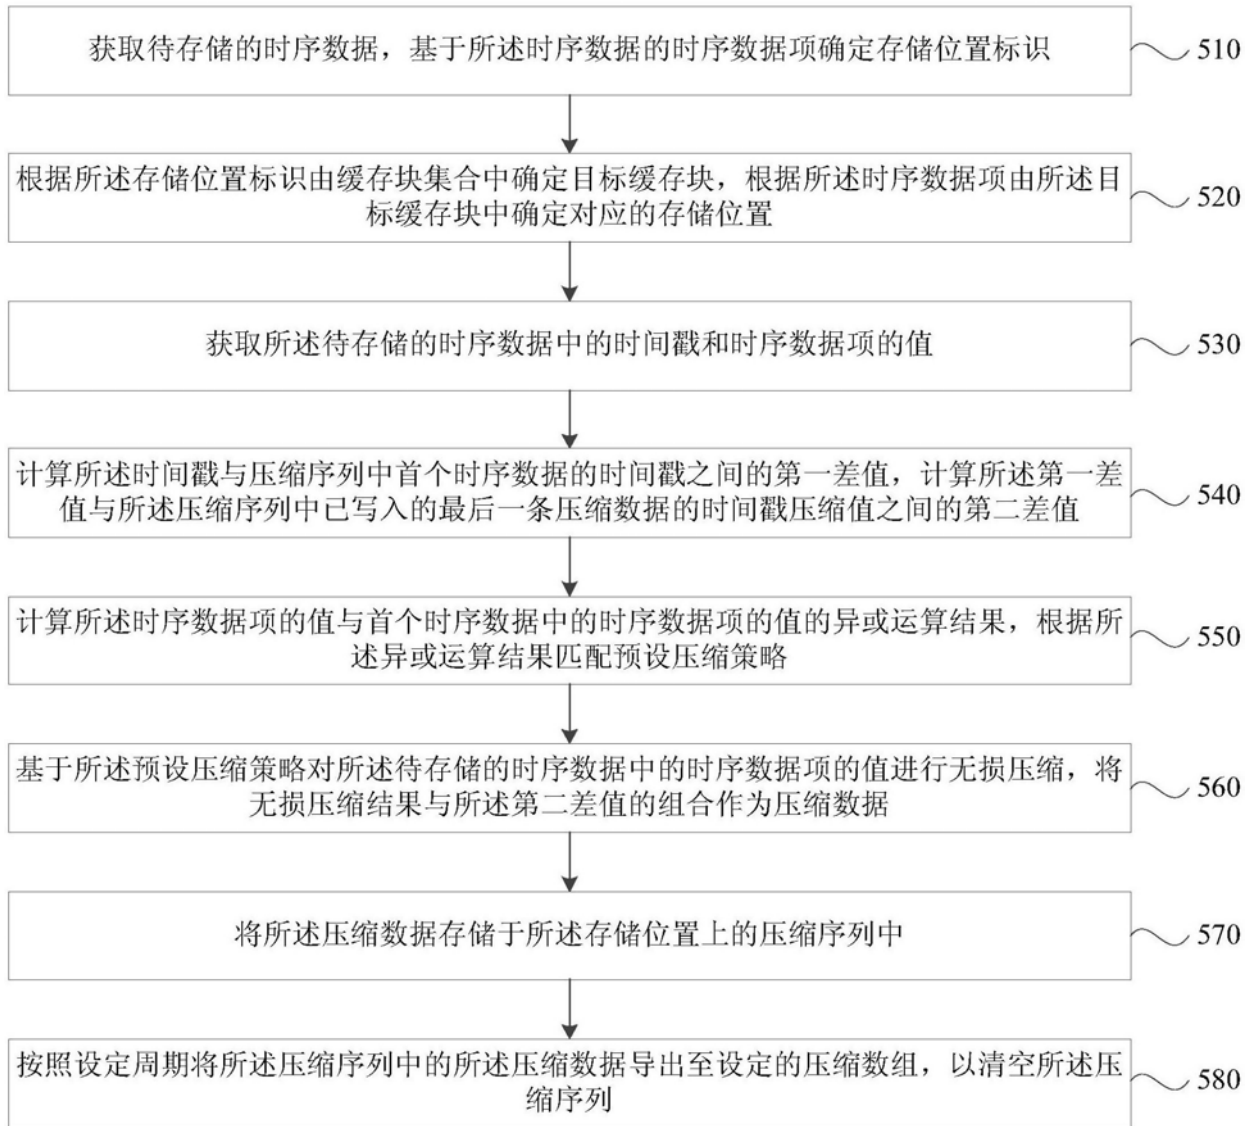 获取待存储的时序数据，基于所述时序数据的时序数据项确定存储位置标识
510
根据所述存储位置标识由缓存块集合中确定目标缓存块，根据所述时序数据项由所述目
标缓存块中确定对应的存储位置
520
获取所述待存储的时序数据中的时间戳和时序数据项的值
530
计算所述时间戳与压缩序列中首个时序数据的时间戳之间的第一差值，计算所述第一差
值与所述压缩序列中已写入的最后一条压缩数据的时间戳压缩值之间的第二差值
540
计算所述时序数据项的值与首个时序数据中的时序数据项的值的异或运算结果，根据所
述异或运算结果匹配预设压缩策略
550
基于所述预设压缩策略对所述待存储的时序数据中的时序数据项的值进行无损压缩，将
无损压缩结果与所述第二差值的组合作为压缩数据
560
将所述压缩数据存储于所述存储位置上的压缩序列中
570
按照设定周期将所述压缩序列中的所述压缩数据导出至设定的压缩数组，以清空所述压
缩序列
580